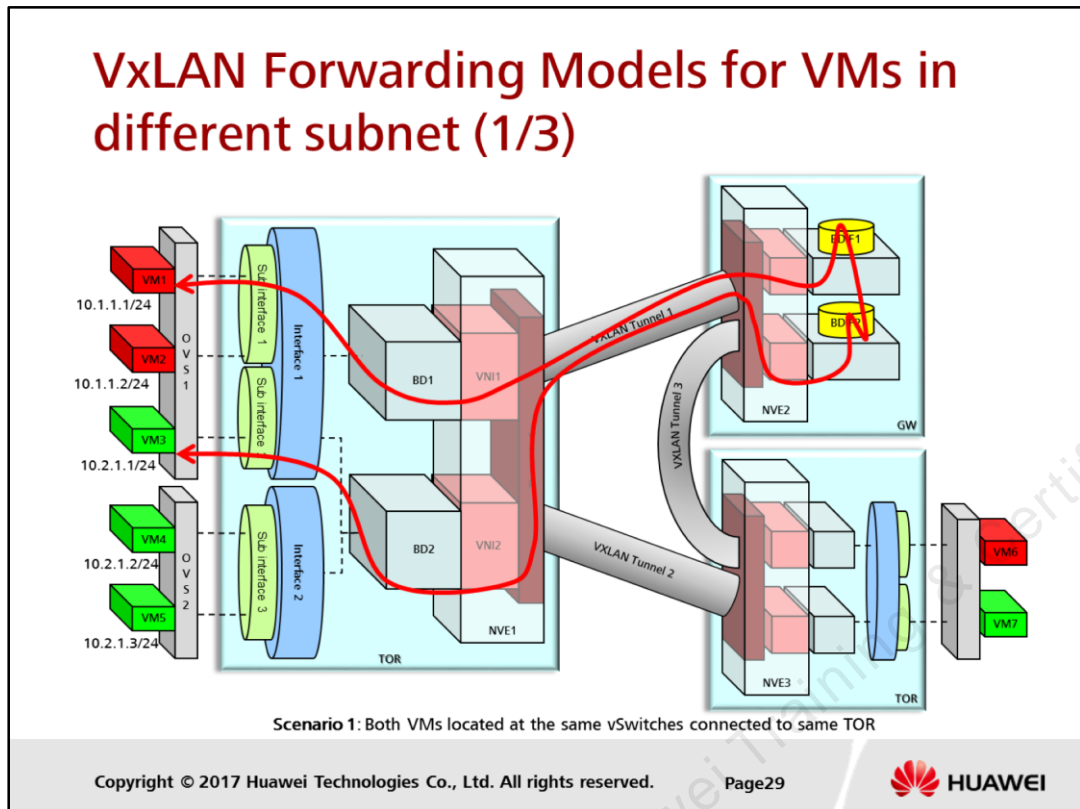 VxLAN Forwarding Models for VMs in
different subnet (1/3)
VM1
10.1.1.1/24
VM2
10.1.1.2/24
VM3
10.2.1.1/24
VM4
10.2.1.2/24
VM5
10.2.1.3/24
OVS1
OVS2
Sub interface 1
Sub interface
Interface 1
Sub interface 3
Interface 2
BD1
VNI1
BD2
VNI2
NVE1
TOR
VXLAN Tunnel 1
VXLAN Tunnel 3
VXLAN Tunnel 2
NVE2
GW
NVE3
TOR
VM6
VM7
Scenario 1: Both VMs located at the same vSwitches connected to same TOR
Copyright © 2017 Huawei Technologies Co., Ltd. All rights reserved.
Page29
HUAWEI